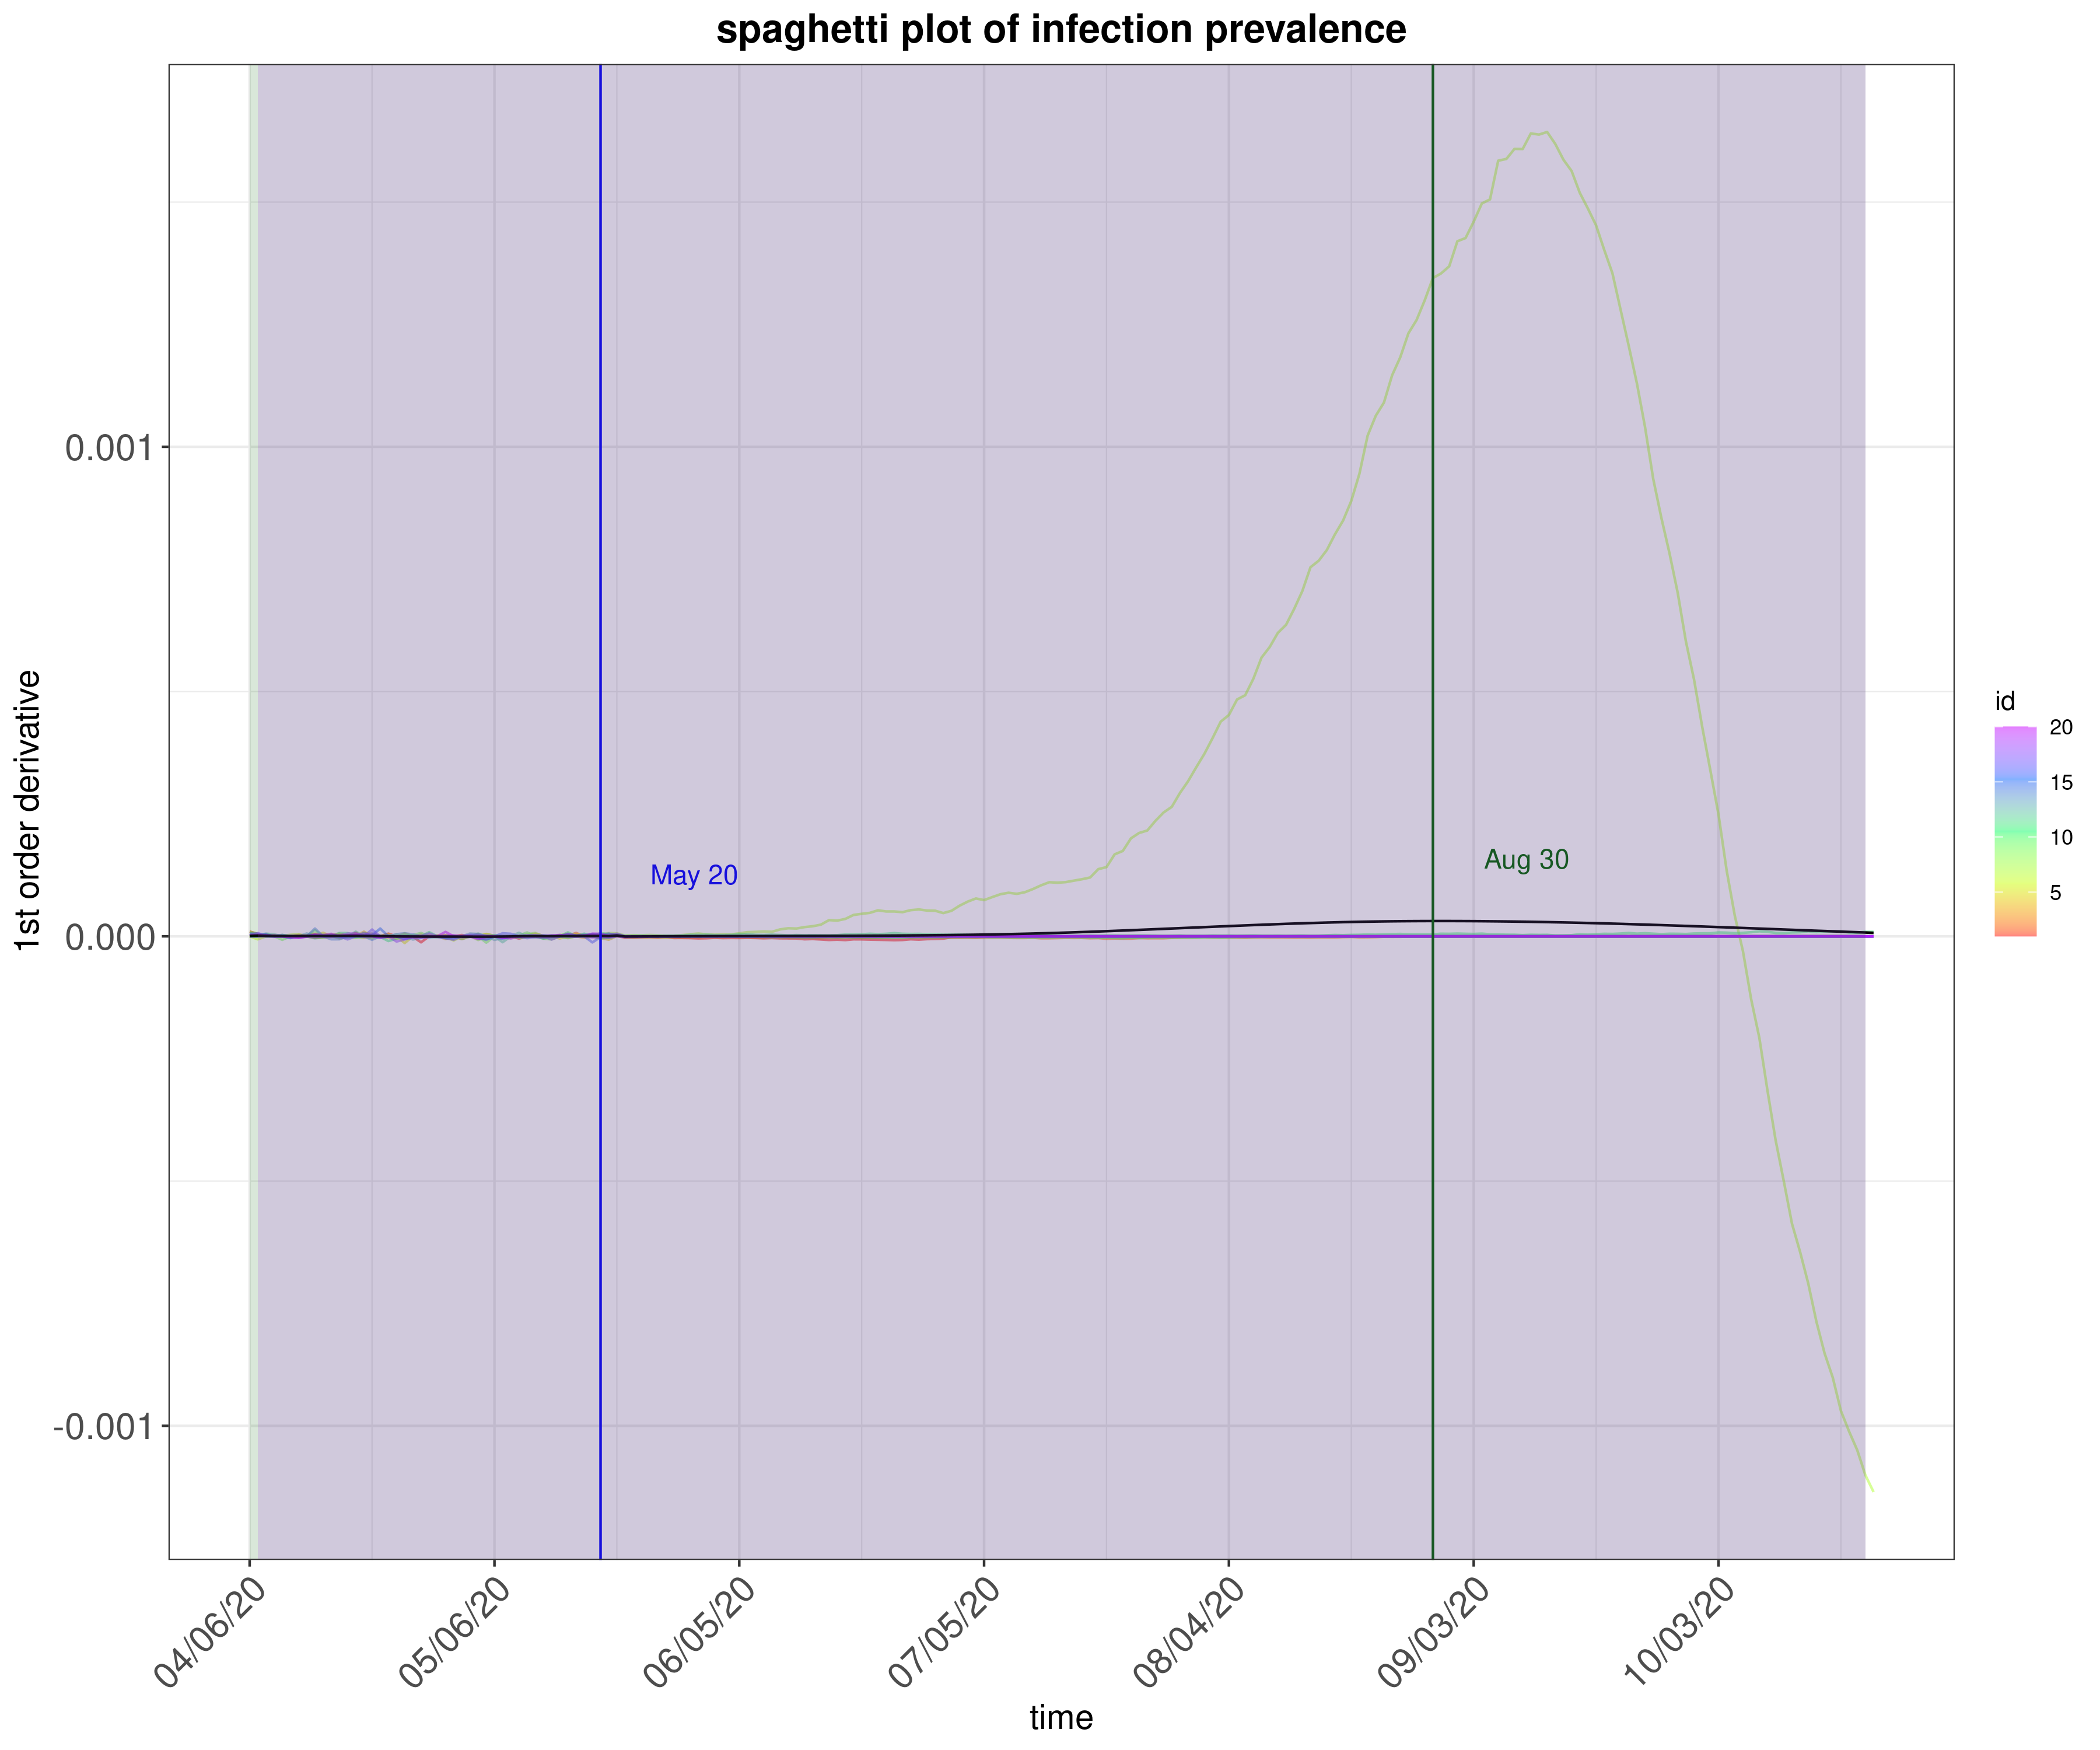 spaghetti plot of infection prevalence
1st order derivative
0.001
0.000
-0.001
May 20
Aug 30
id
20
15
10
5
04/06/20
05/06/20
06/05/20
07/05/20
08/04/20
09/03/20
10/03/20
time